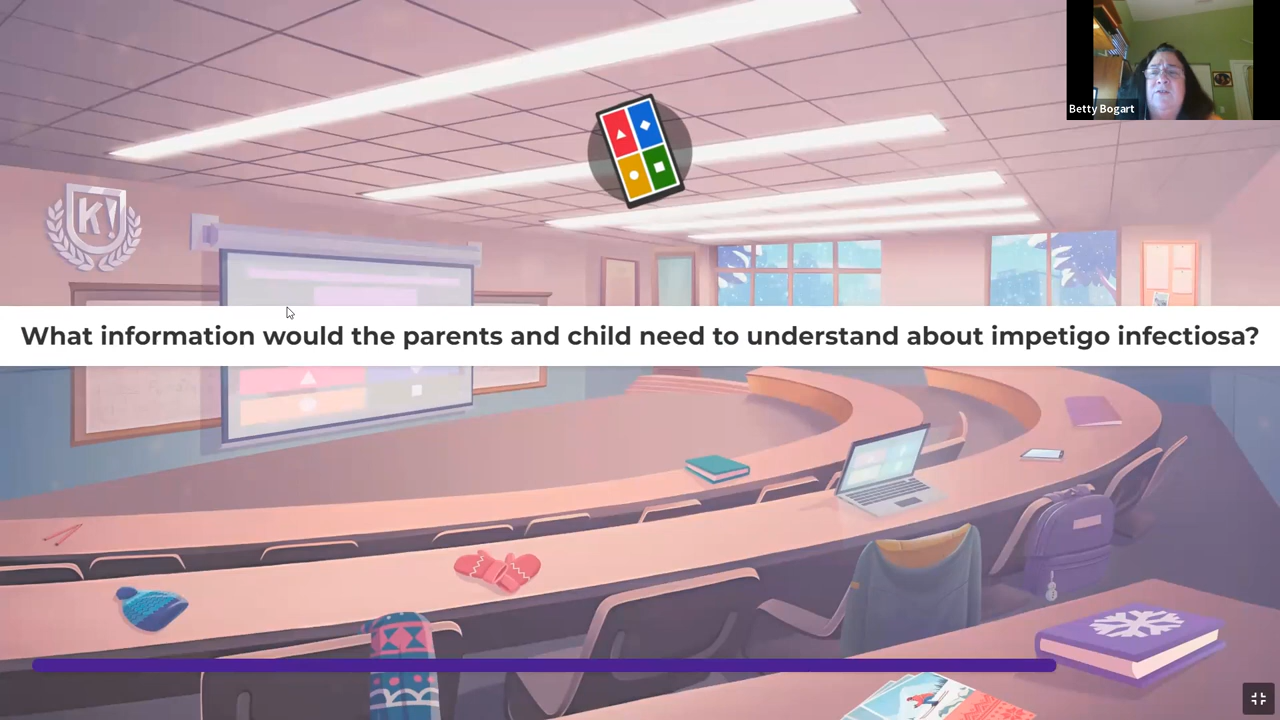 Betty Bogart
K!
What information would the parents and child need to understand about impetigo infectiosa?